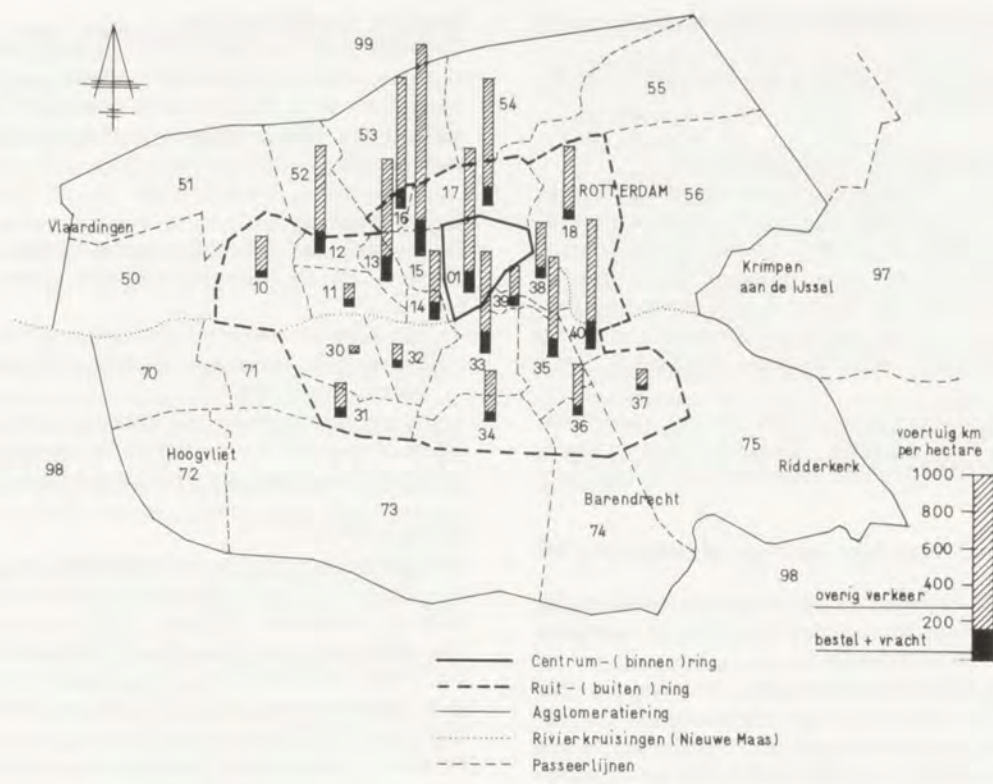 99
55
54
53
52
51
17
ROTTERDAM
56
16
18
Vlaardingen
12
13
15
01
38
Krimpen
aan de IJssel
97
50
10
11
14
39
40
30
32
33
35
70
71
37
31
34
36
voertuig km
per hectare
1000
800
600
400
200
overig verkeer
bestel + vracht
75
Ridderkerk
98
Hoogvliet
72
73
Barendrecht
74
98
Centrum-(binnen)ring
Ruit-(buiten)ring
Agglomeratiering
Rivierkruisingen (Nieuwe Maas)
Passeerlijnen